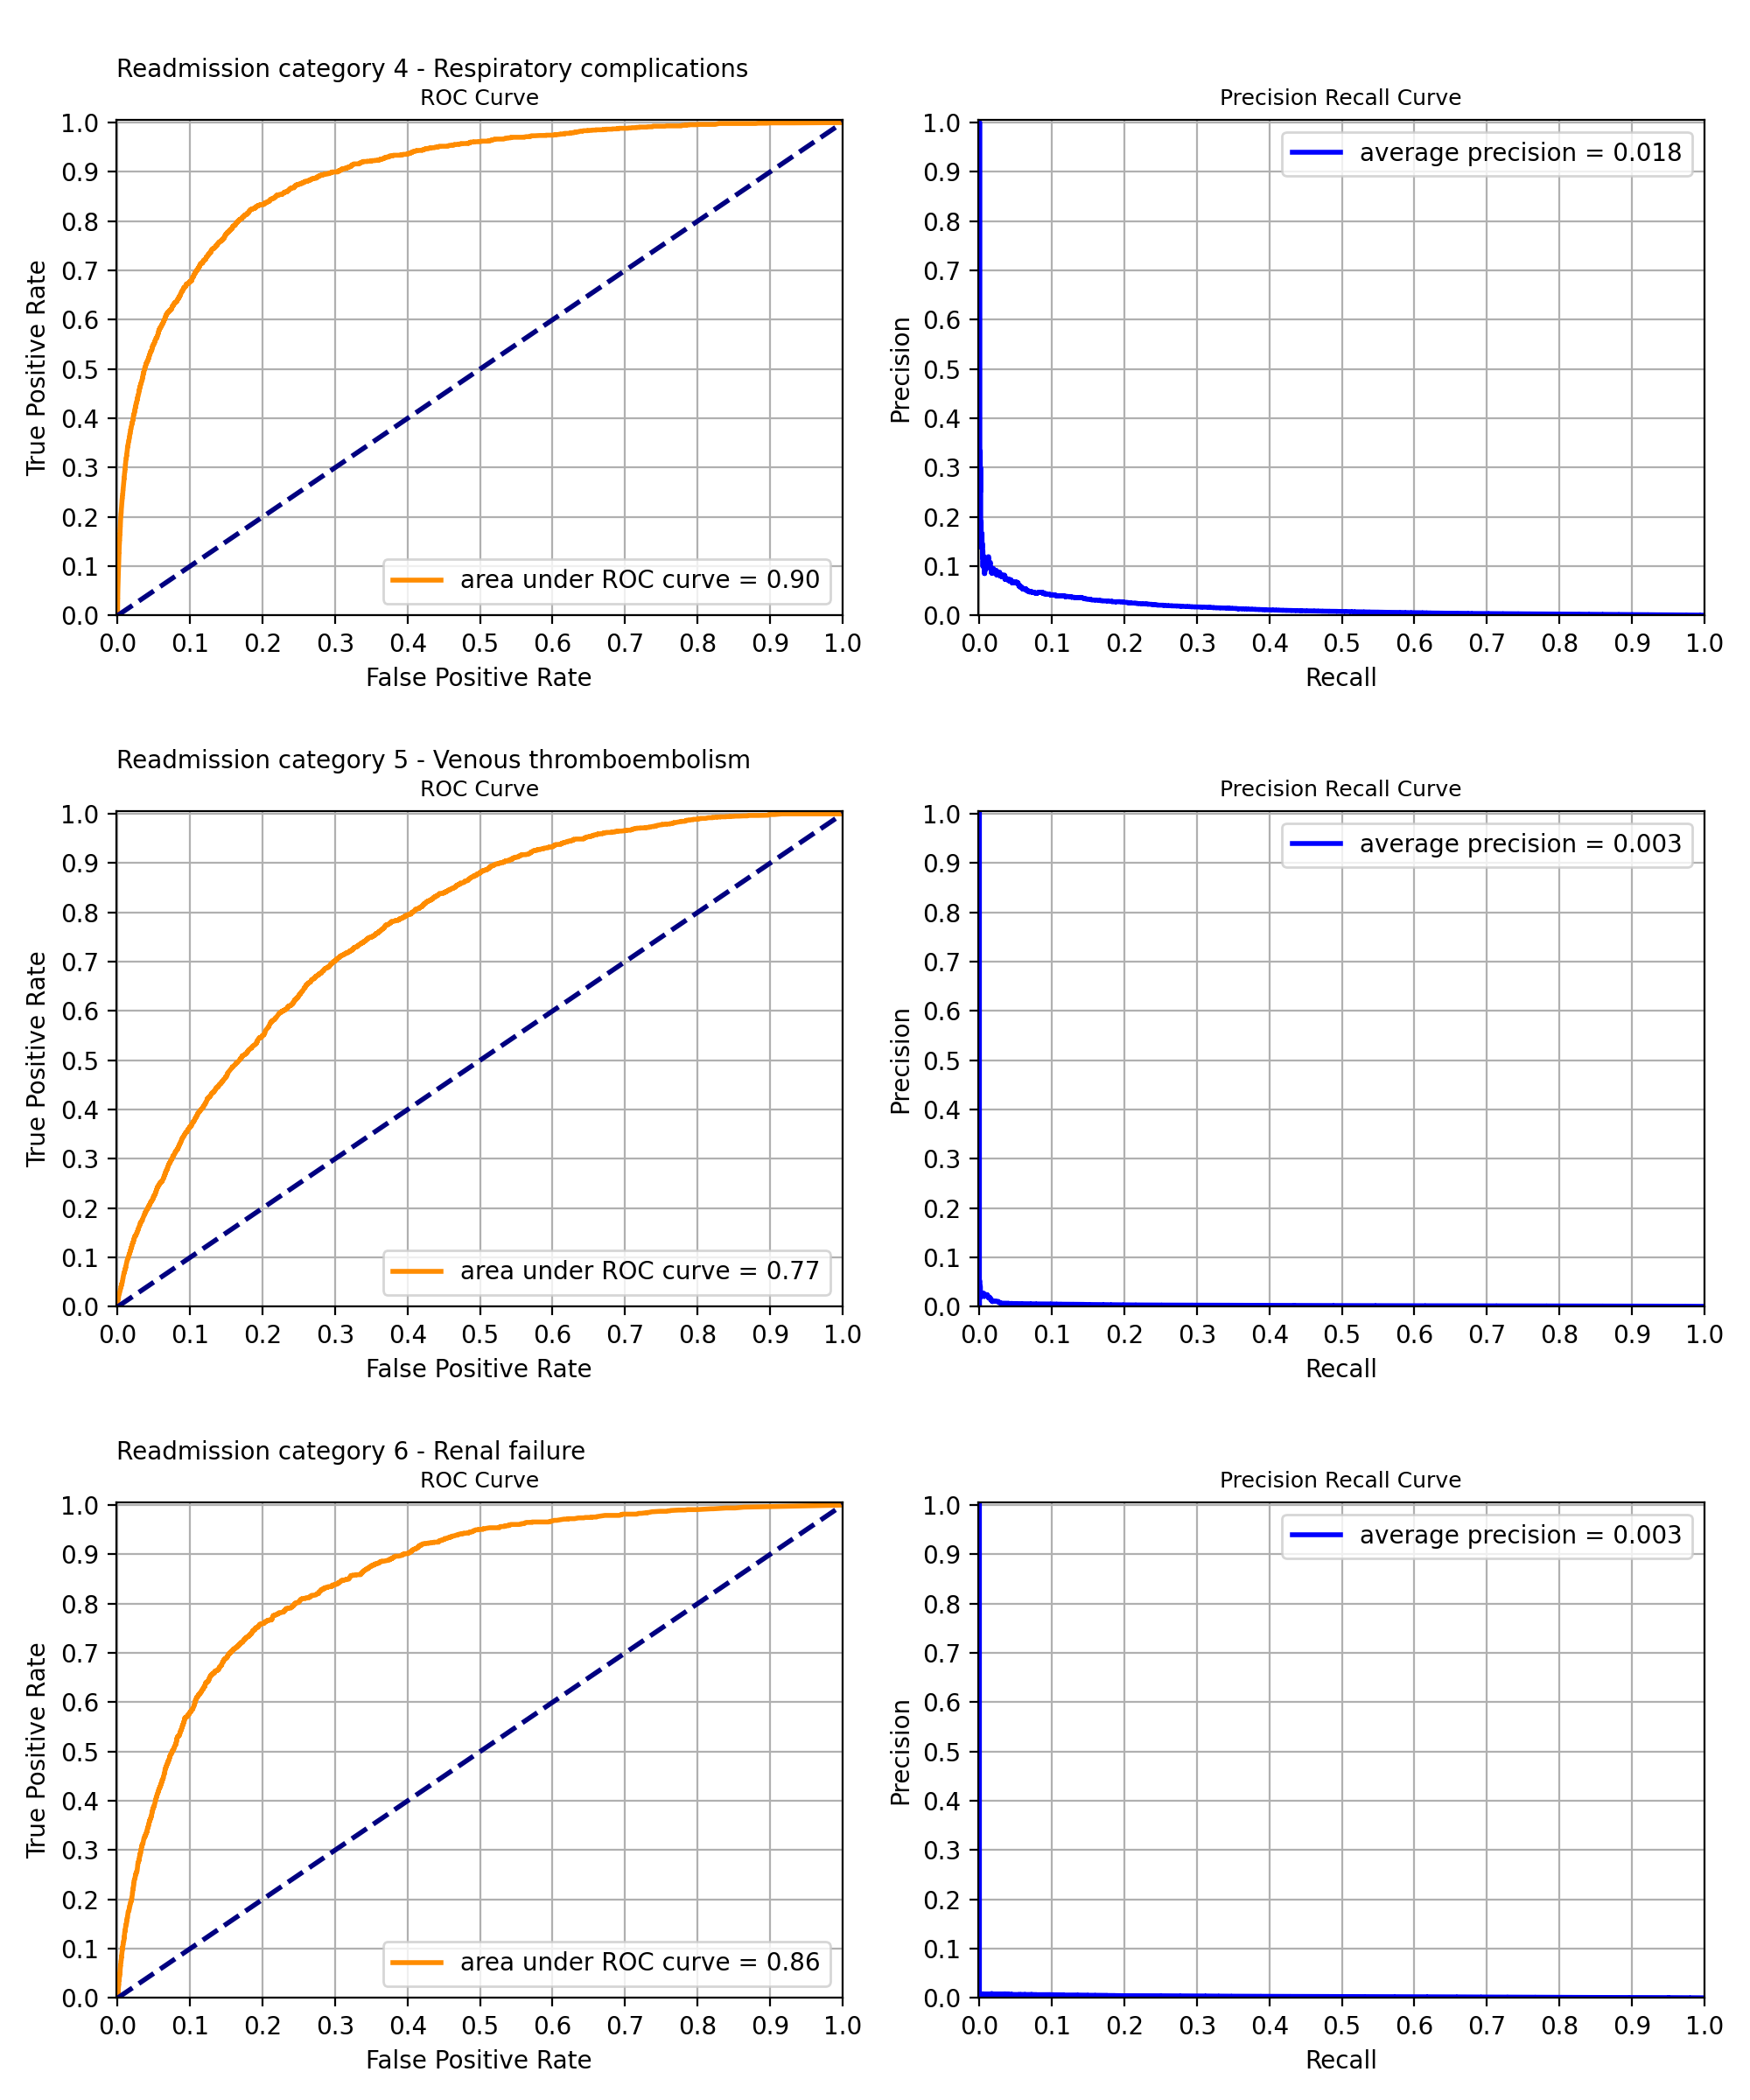 Readmission category 4 - Respiratory complications
ROC Curve
Precision Recall Curve
1.0
0.9
0.8
0.7
0.6
0.5
0.4
0.3
0.2
0.1
0.0
True Positive Rate
area under ROC curve = 0.90
0.0 0.1 0.2 0.3 0.4 0.5 0.6 0.7 0.8 0.9 1.0
False Positive Rate
1.0
0.9
0.8
0.7
0.6
0.5
0.4
0.3
0.2
0.1
0.0
Precision
average precision = 0.018
0.0 0.1 0.2 0.3 0.4 0.5 0.6 0.7 0.8 0.9 1.0
Recall
Readmission category 5 - Venous thromboembolism
ROC Curve
Precision Recall Curve
1.0
0.9
0.8
0.7
0.6
0.5
0.4
0.3
0.2
0.1
0.0
True Positive Rate
area under ROC curve = 0.77
0.0 0.1 0.2 0.3 0.4 0.5 0.6 0.7 0.8 0.9 1.0
False Positive Rate
1.0
0.9
0.8
0.7
0.6
0.5
0.4
0.3
0.2
0.1
0.0
Precision
average precision = 0.003
0.0 0.1 0.2 0.3 0.4 0.5 0.6 0.7 0.8 0.9 1.0
Recall
Readmission category 6 - Renal failure
ROC Curve
Precision Recall Curve
1.0
0.9
0.8
0.7
0.6
0.5
0.4
0.3
0.2
0.1
0.0
True Positive Rate
area under ROC curve = 0.86
0.0 0.1 0.2 0.3 0.4 0.5 0.6 0.7 0.8 0.9 1.0
False Positive Rate
1.0
0.9
0.8
0.7
0.6
0.5
0.4
0.3
0.2
0.1
0.0
Precision
average precision = 0.003
0.0 0.1 0.2 0.3 0.4 0.5 0.6 0.7 0.8 0.9 1.0
Recall